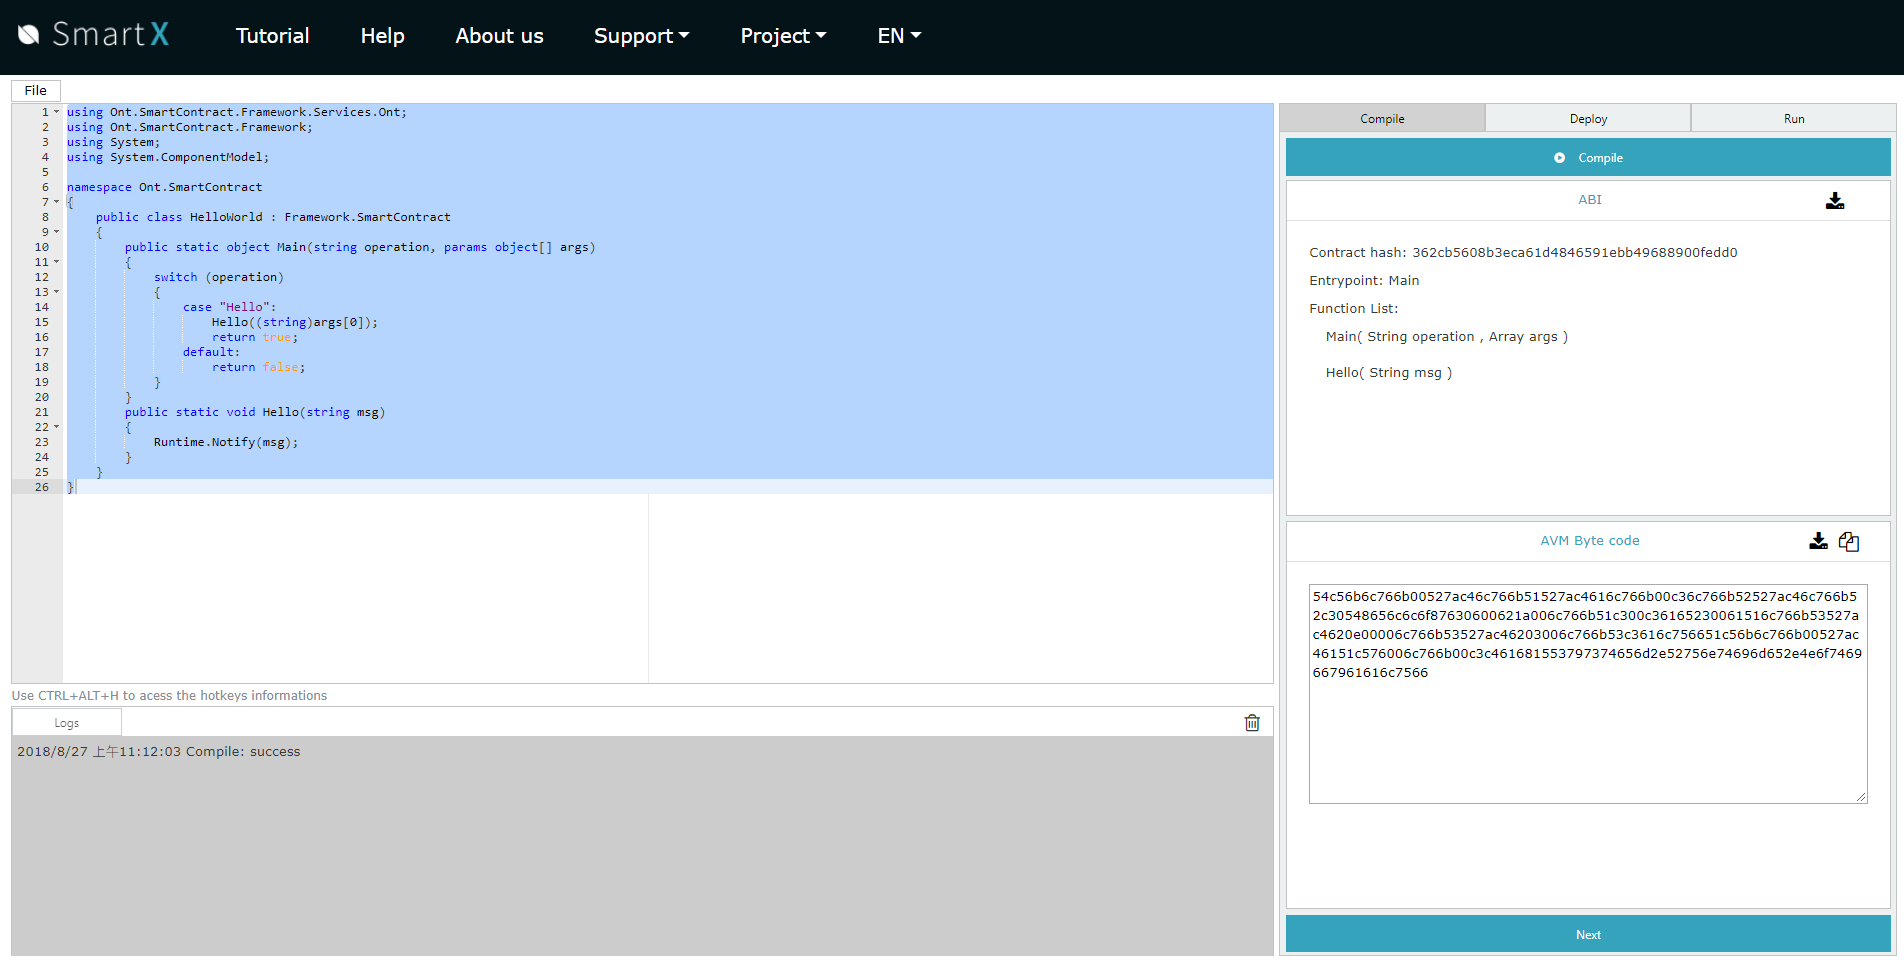 SmartX Tutorial Help About us Support Project EN
File
1 using Ont.SmartContract.Framework.Services.Ont;
2 using Ont.SmartContract.Framework;
3 using System;
4 using System.ComponentModel;
5
6 namespace Ont.SmartContract
7 {
8 public class HelloWorld : Framework.SmartContract
9 {
10 public static object Main(string operation, params object[] args)
11 {
12 switch (operation)
13 {
14 case "Hello":
15 Hello((string)args[0]);
16 return true;
17 default:
18 return false;
19 }
20 }
21 public static void Hello(string msg)
22 {
23 Runtime.Notify(msg);
24 }
25 }
26 }
Use CTRL+ALT+H to acess the hotkeys informations
Logs
2018/8/27 上午11:12:03 Compile: success
Compile Deploy Run
Compile
ABI
Contract hash: 362cb5608b3eca61d4846591ebb49688900fedd0
Entrypoint: Main
Function List:
Main( String operation , Array args )
Hello( String msg )
AVM Byte code
54c56b6c766b00527ac46c766b51527ac4616c766b00c36c766b52527ac46c766b5
2c30548656c6c6f87630600621a006c766b51c300c36165230061516c766b53527a
c4620e00006c766b53527ac46203006c766b53c3616c756651c56b6c766b00527ac
46151c576006c766b00c3c461681553797374656d2e52756e74696d652e4e6f7469
667961616c7566
Next